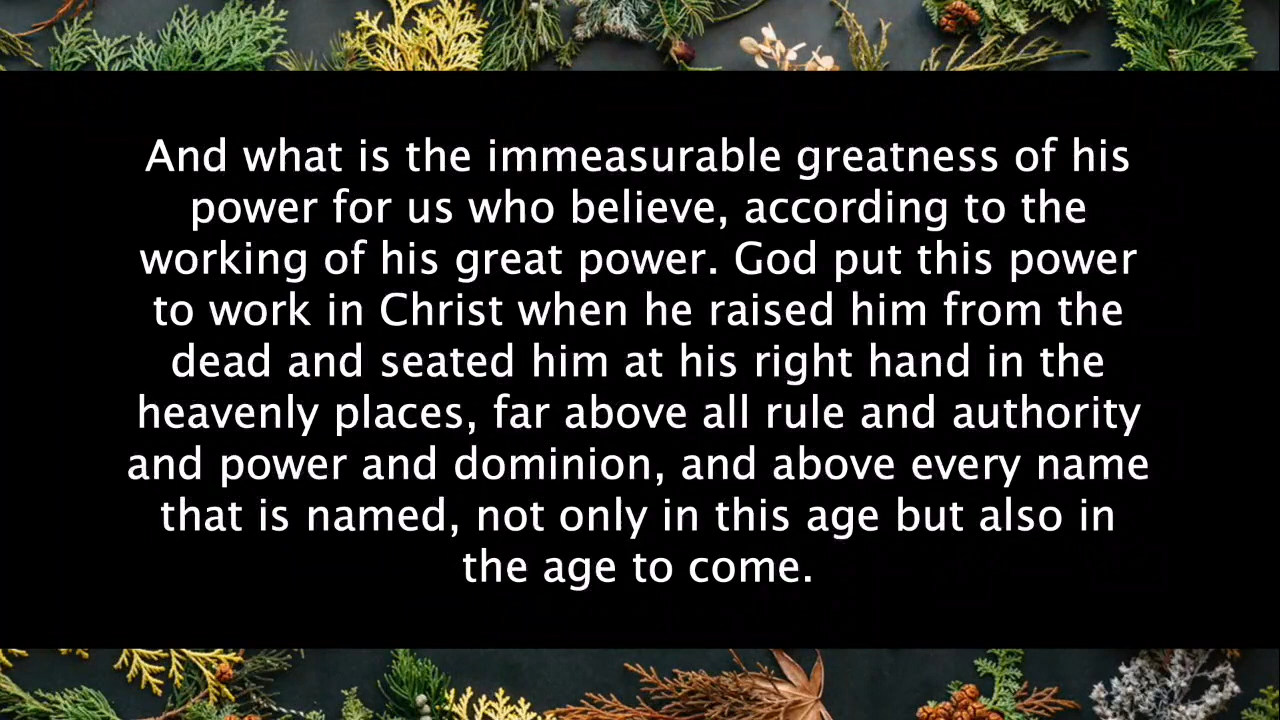 And what is the immeasurable greatness of his
power for us who believe, according to the
working of his great power. God put this power
to work in Christ when he raised him from the
dead and seated him at his right hand in the
heavenly places, far above all rule and authority
and power and dominion, and above every name
that is named, not only in this age but also in
the age to come.